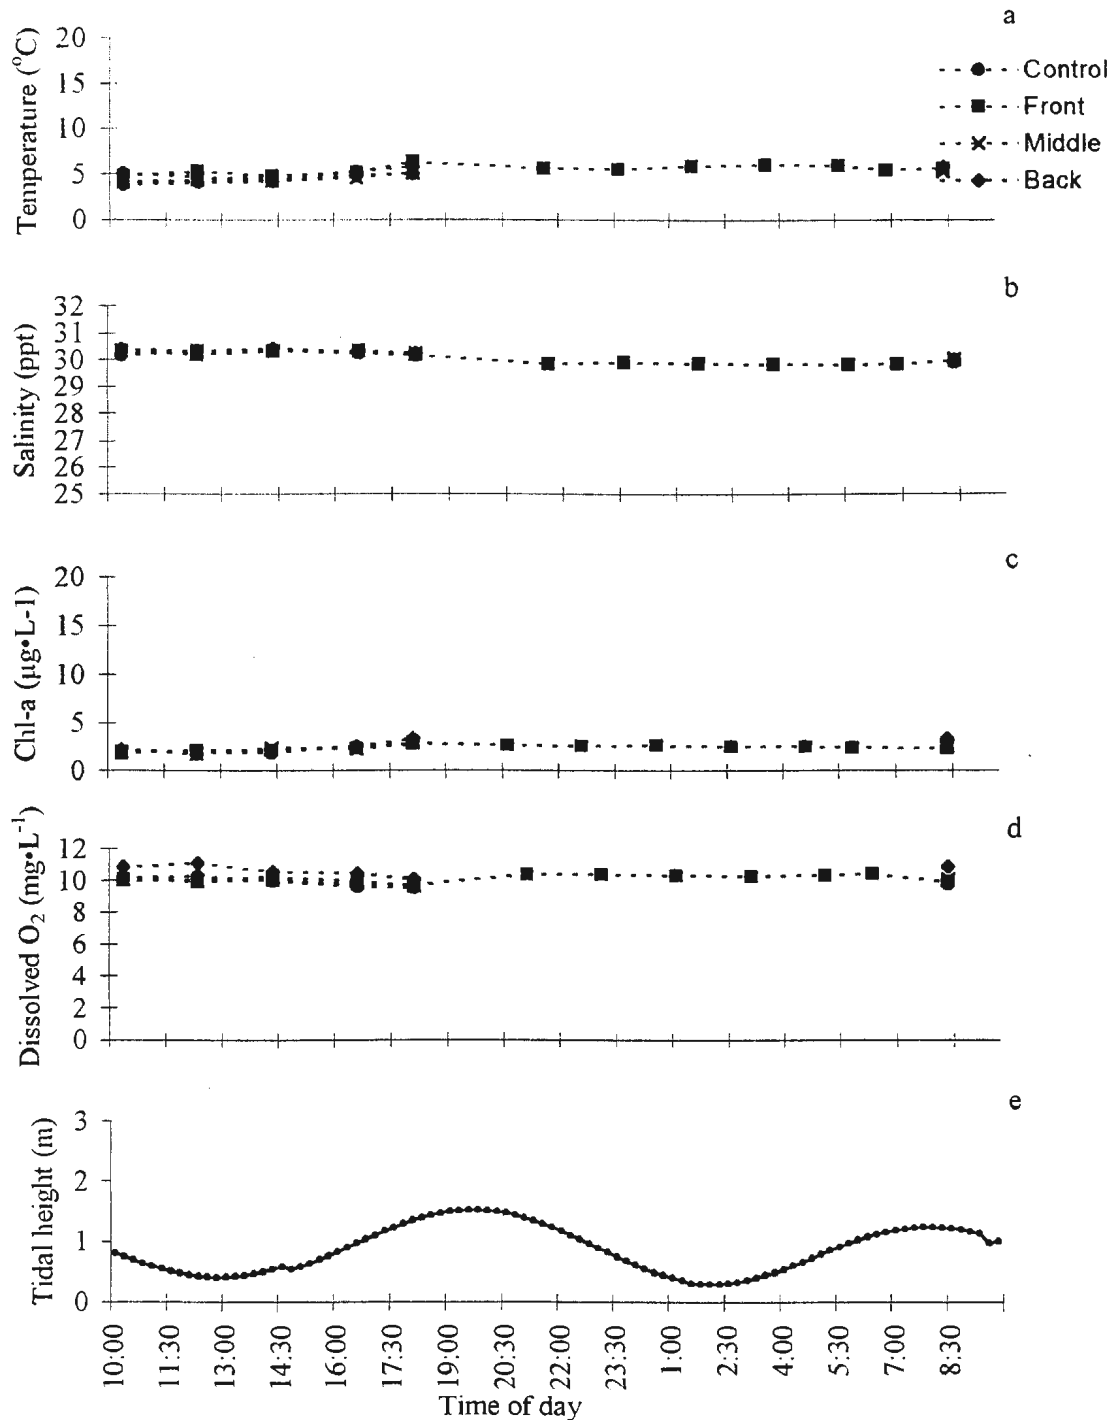 a
Temperature (°C)
20
15
10
5
0
Control
Front
Middle
Back
b
Salinity (ppt)
32
31
30
29
28
27
26
25
c
Chl-a (µg•L-1)
20
15
10
5
0
d
Dissolved O₂ (mg•L⁻¹)
12
10
8
6
4
2
0
e
Tidal height (m)
3
2
1
0
10:00 11:30 13:00 14:30 16:00 17:30 19:00 20:30 22:00 23:30 1:00 2:30 4:00 5:30 7:00 8:30
Time of day